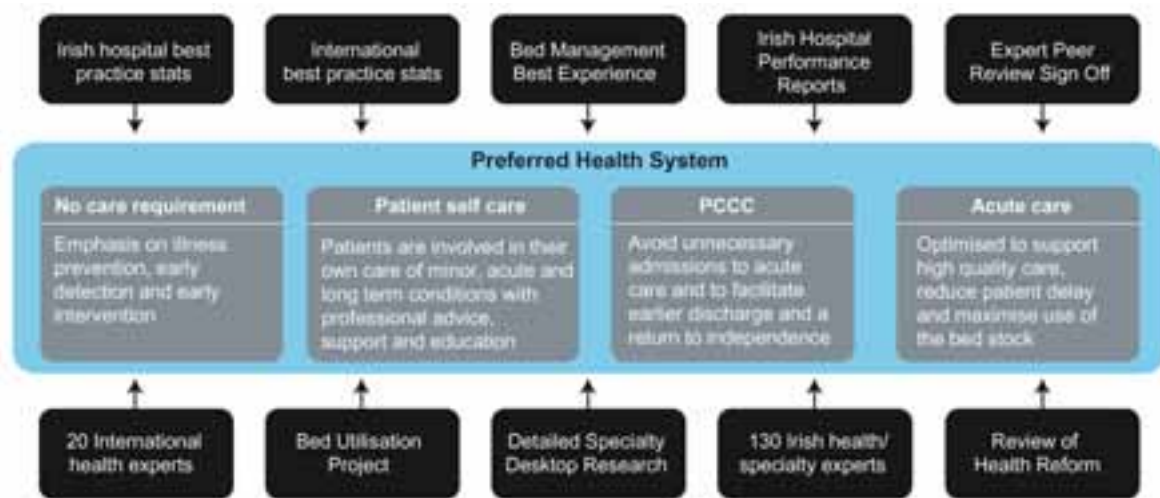 Irish hospital best
practice stats
International
best practice stats
Bed Management
Best Experience
Irish Hospital
Performance
Reports
Expert Peer
Review Sign Off
Preferred Health System
No care requirement
Emphasis on illness
prevention, early
detection and early
intervention
Patient self care
Patients are involved in their
own care of minor, acute and
long term conditions with
professional advice,
support and education
PCCC
Avoid unnecessary
admissions to acute
care and to facilitate
earlier discharge and a
return to independence
Acute care
Optimised to support
high quality care,
reduce patient delay
and maximise use of
the bed stock
20 International
health experts
Bed Utilisation
Project
Detailed Specialty
Desktop Research
130 Irish health/
specialty experts
Review of
Health Reform